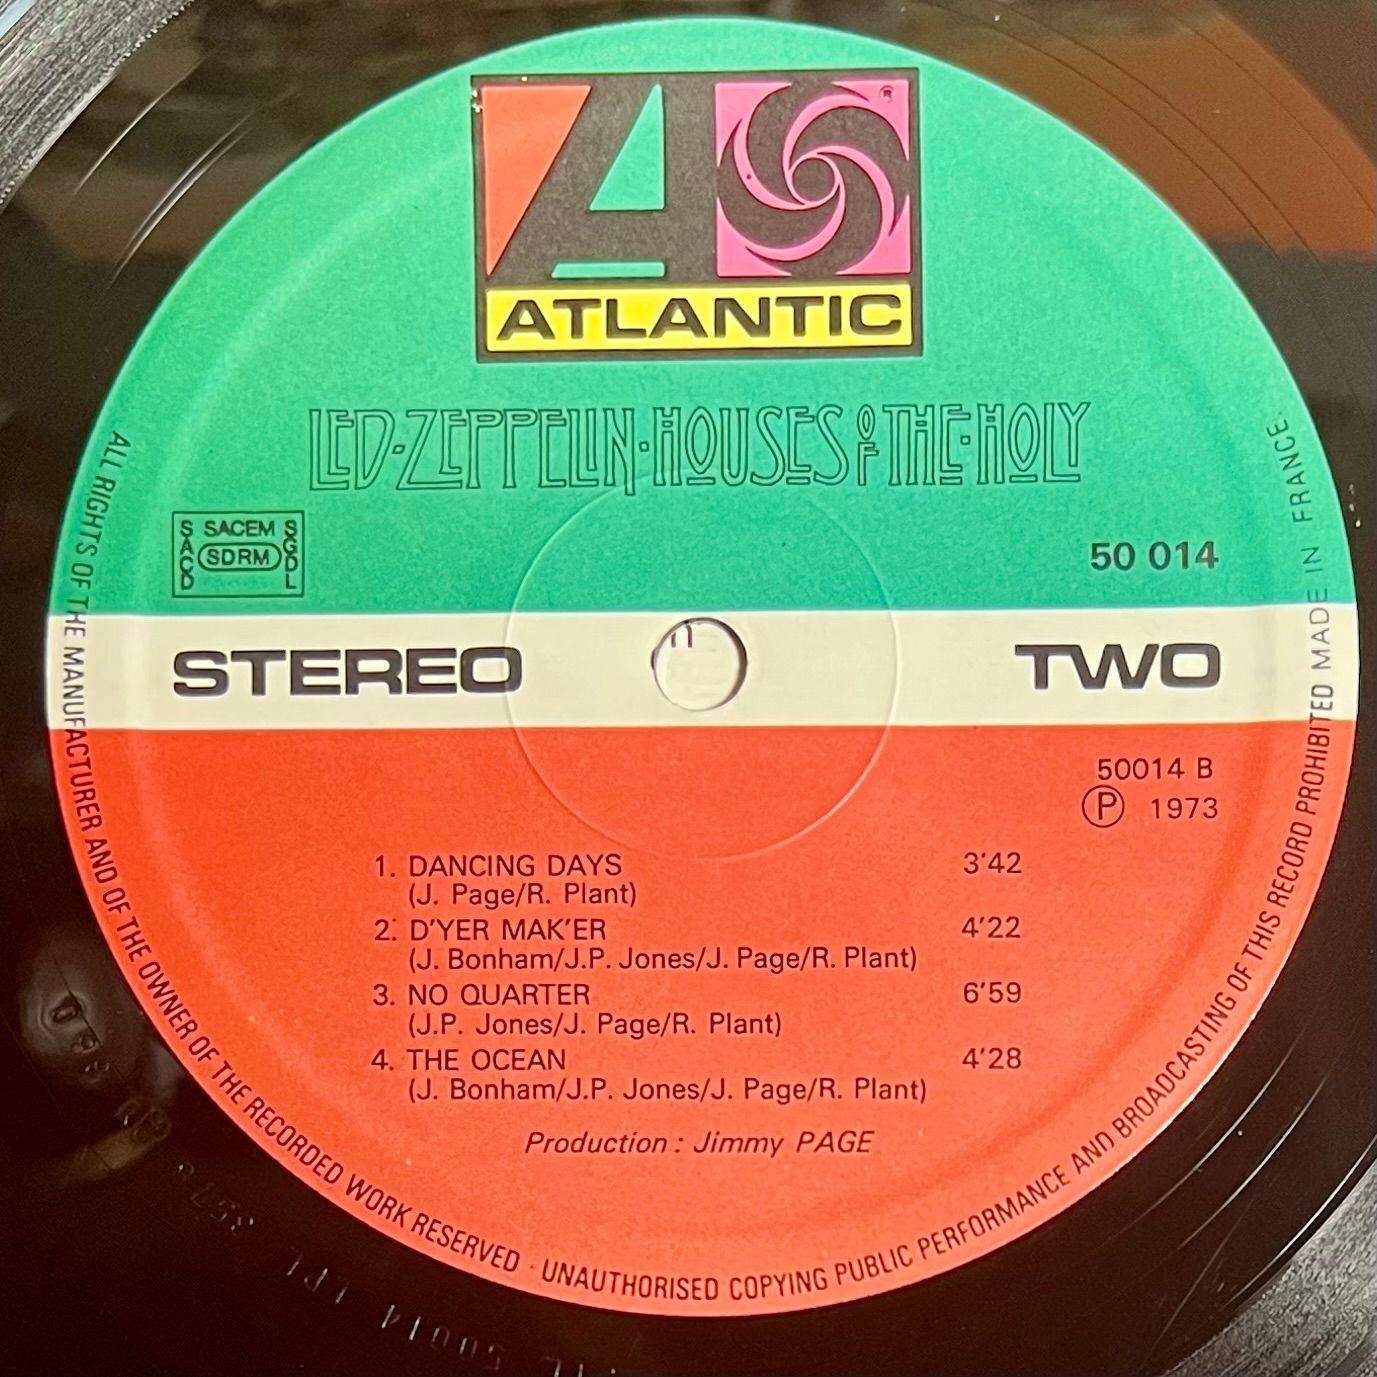 ATLANTIC
LED·ZEPPELIN·HOUSES OF THE·HOLY
SACEM
SACD
SDRM
SGDL
50 014
STEREO
TWO
50014 B
Ⓟ 1973
1. DANCING DAYS 3'42
(J. Page/R. Plant)
2. D'YER MAK'ER 4'22
(J. Bonham/J.P. Jones/J. Page/R. Plant)
3. NO QUARTER 6'59
(J.P. Jones/J. Page/R. Plant)
4. THE OCEAN 4'28
(J. Bonham/J.P. Jones/J. Page/R. Plant)
Production : Jimmy PAGE
ALL RIGHTS OF THE MANUFACTURER AND OF THE OWNER OF THE RECORDED WORK RESERVED · UNAUTHORISED COPYING PUBLIC PERFORMANCE AND BROADCASTING OF THIS RECORD PROHIBITED MADE IN FRANCE
50014